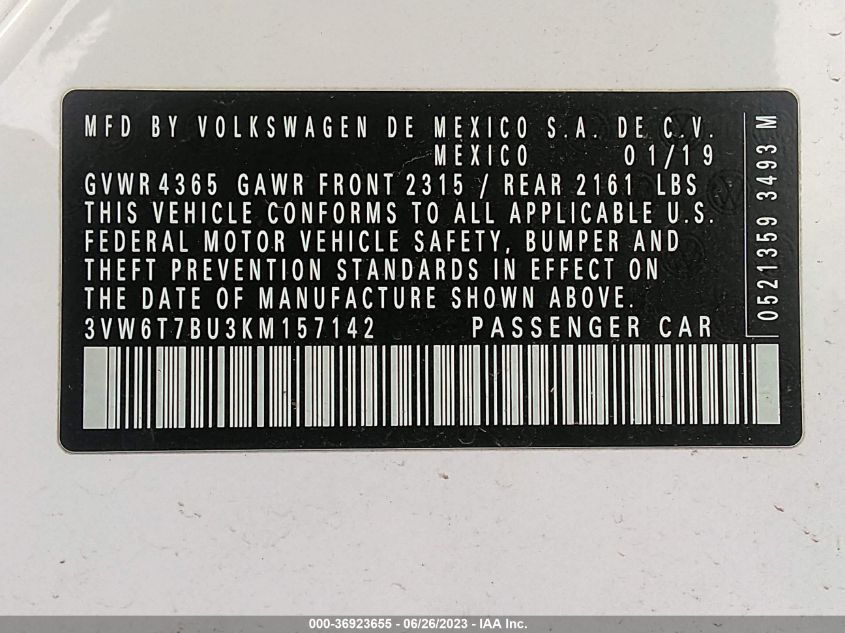 MFD BY VOLKSWAGEN DE MEXICO S.A. DE C.V.
MEXICO 01/19
GVWR 4365 GAWR FRONT 2315 / REAR 2161 LBS
THIS VEHICLE CONFORMS TO ALL APPLICABLE U.S.
FEDERAL MOTOR VEHICLE SAFETY, BUMPER AND
THEFT PREVENTION STANDARDS IN EFFECT ON
THE DATE OF MANUFACTURE SHOWN ABOVE.
3VW6T7BU3KM157142 PASSENGER CAR
0521359 3493 M
000-36923655 - 06/26/2023 - IAA Inc.